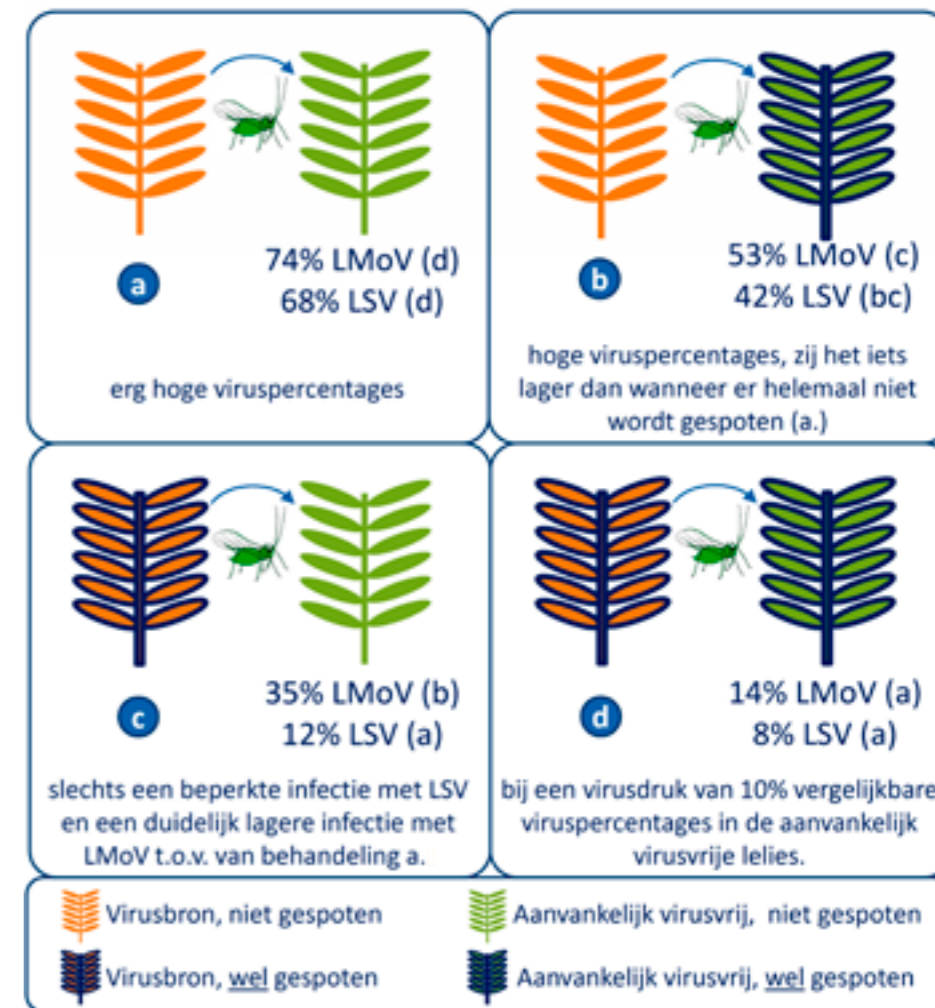 74% LMoV (d)
68% LSV (d)
a
erg hoge viruspercentages
53% LMoV (c)
42% LSV (bc)
b
hoge viruspercentages, zij het iets
lager dan wanneer er helemaal niet
wordt gespoten (a.)
35% LMoV (b)
12% LSV (a)
c
slechts een beperkte infectie met LSV
en een duidelijk lagere infectie met
LMoV t.o.v. van behandeling a.
14% LMoV (a)
8% LSV (a)
d
bij een virusdruk van 10% vergelijkbare
viruspercentages in de aanvankelijk
virusvrije lelies.
Virusbron, niet gespoten
Aanvankelijk virusvrij, niet gespoten
Virusbron, wel gespoten
Aanvankelijk virusvrij, wel gespoten